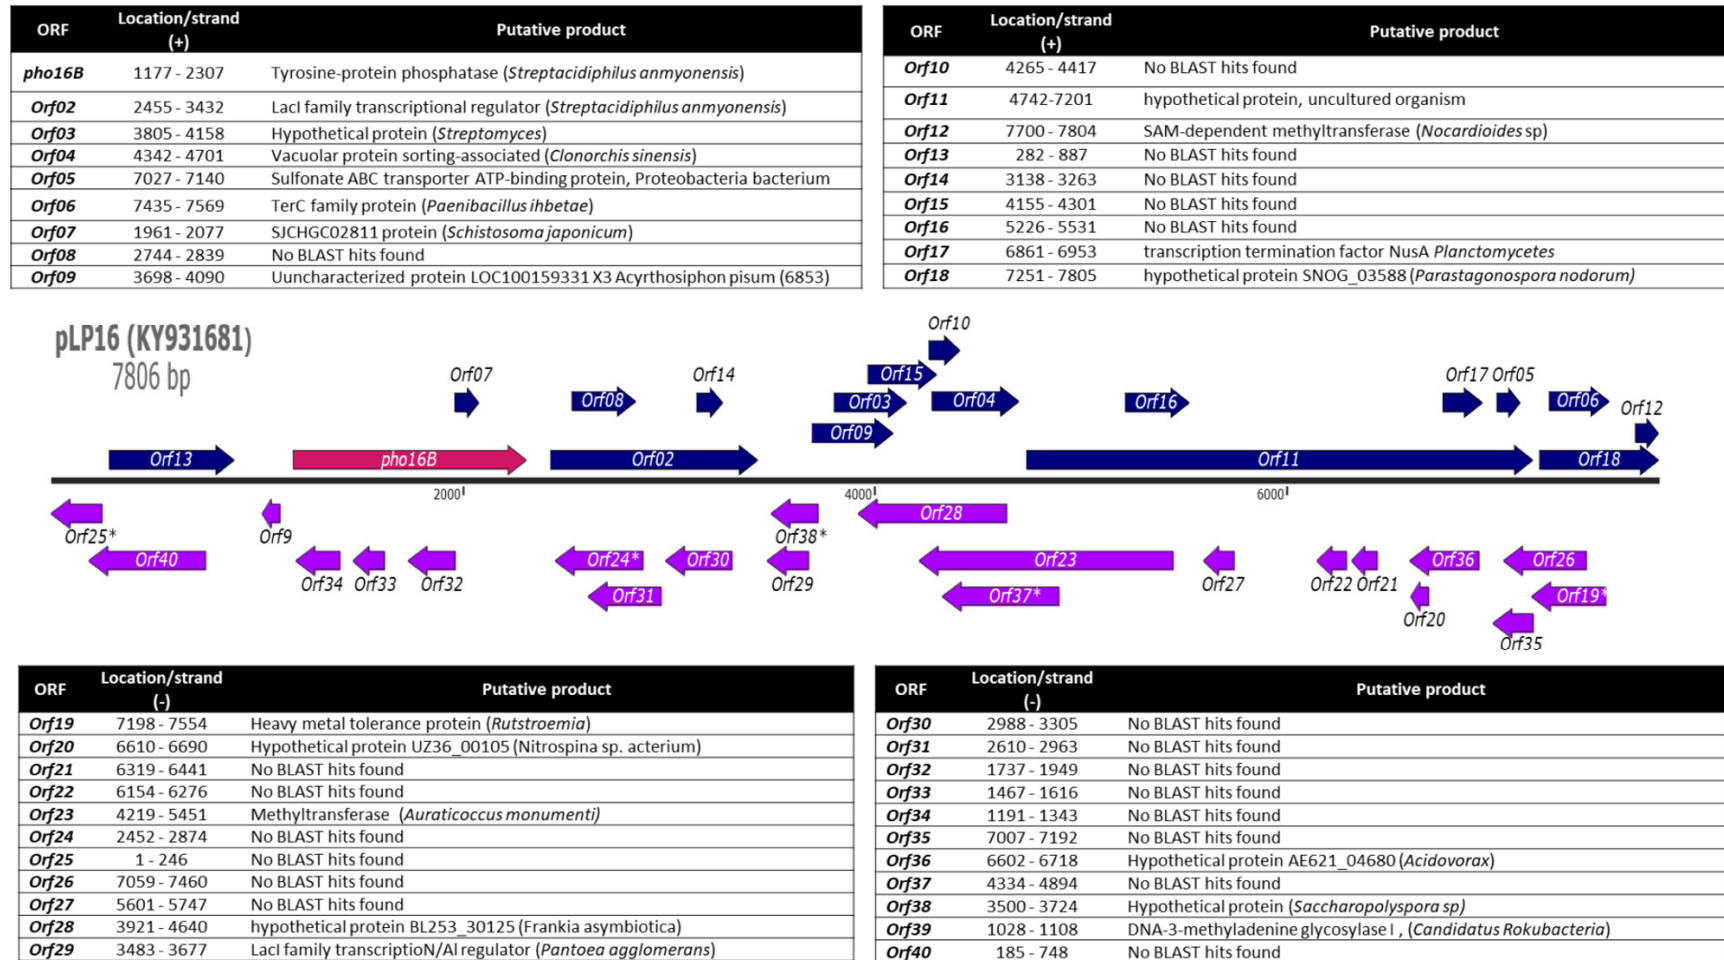 ORF Location/strand (+) Putative product
pho16B 1177 - 2307 Tyrosine-protein phosphatase (Streptacidiphilus anmyonensis)
Orf02 2455 - 3432 LacI family transcriptional regulator (Streptacidiphilus anmyonensis)
Orf03 3805 - 4158 Hypothetical protein (Streptomyces)
Orf04 4342 - 4701 Vacuolar protein sorting-associated (Clonorchis sinensis)
Orf05 7027 - 7140 Sulfonate ABC transporter ATP-binding protein, Proteobacteria bacterium
Orf06 7435 - 7569 TerC family protein (Paenibacillus ihbetae)
Orf07 1961 - 2077 SJCHGC02811 protein (Schistosoma japonicum)
Orf08 2744 - 2839 No BLAST hits found
Orf09 3698 - 4090 Uuncharacterized protein LOC100159331 X3 Acyrthosiphon pisum (6853)
ORF Location/strand (+) Putative product
Orf10 4265 - 4417 No BLAST hits found
Orf11 4742-7201 hypothetical protein, uncultured organism
Orf12 7700 - 7804 SAM-dependent methyltransferase (Nocardioides sp)
Orf13 282 - 887 No BLAST hits found
Orf14 3138 - 3263 No BLAST hits found
Orf15 4155 - 4301 No BLAST hits found
Orf16 5226 - 5531 No BLAST hits found
Orf17 6861 - 6953 transcription termination factor NusA Planctomycetes
Orf18 7251 - 7805 hypothetical protein SNOG_03588 (Parastagonospora nodorum)
pLP16 (KY931681)
7806 bp
Orf10
Orf07 Orf14 Orf15 Orf17 Orf05
Orf08 Orf03 Orf04 Orf16 Orf06
Orf09 Orf12
Orf13 pho16B Orf02 Orf11 Orf18
2000 4000 6000
Orf28
Orf25* Orf9 Orf38*
Orf40 Orf24* Orf30 Orf23 Orf36 Orf26
Orf34 Orf33 Orf32 Orf29 Orf27 Orf22 Orf21
Orf31 Orf37* Orf19*
Orf20
Orf35
ORF Location/strand (-) Putative product
Orf19 7198 - 7554 Heavy metal tolerance protein (Rutstroemia)
Orf20 6610 - 6690 Hypothetical protein UZ36_00105 (Nitrospina sp. acterium)
Orf21 6319 - 6441 No BLAST hits found
Orf22 6154 - 6276 No BLAST hits found
Orf23 4219 - 5451 Methyltransferase (Auraticoccus monumenti)
Orf24 2452 - 2874 No BLAST hits found
Orf25 1 - 246 No BLAST hits found
Orf26 7059 - 7460 No BLAST hits found
Orf27 5601 - 5747 No BLAST hits found
Orf28 3921 - 4640 hypothetical protein BL253_30125 (Frankia asymbiotica)
Orf29 3483 - 3677 LacI family transcriptioN/Al regulator (Pantoea agglomerans)
ORF Location/strand (-) Putative product
Orf30 2988 - 3305 No BLAST hits found
Orf31 2610 - 2963 No BLAST hits found
Orf32 1737 - 1949 No BLAST hits found
Orf33 1467 - 1616 No BLAST hits found
Orf34 1191 - 1343 No BLAST hits found
Orf35 7007 - 7192 No BLAST hits found
Orf36 6602 - 6718 Hypothetical protein AE621_04680 (Acidovorax)
Orf37 4334 - 4894 No BLAST hits found
Orf38 3500 - 3724 Hypothetical protein (Saccharopolyspora sp)
Orf39 1028 - 1108 DNA-3-methyladenine glycosylase I , (Candidatus Rokubacteria)
Orf40 185 - 748 No BLAST hits found